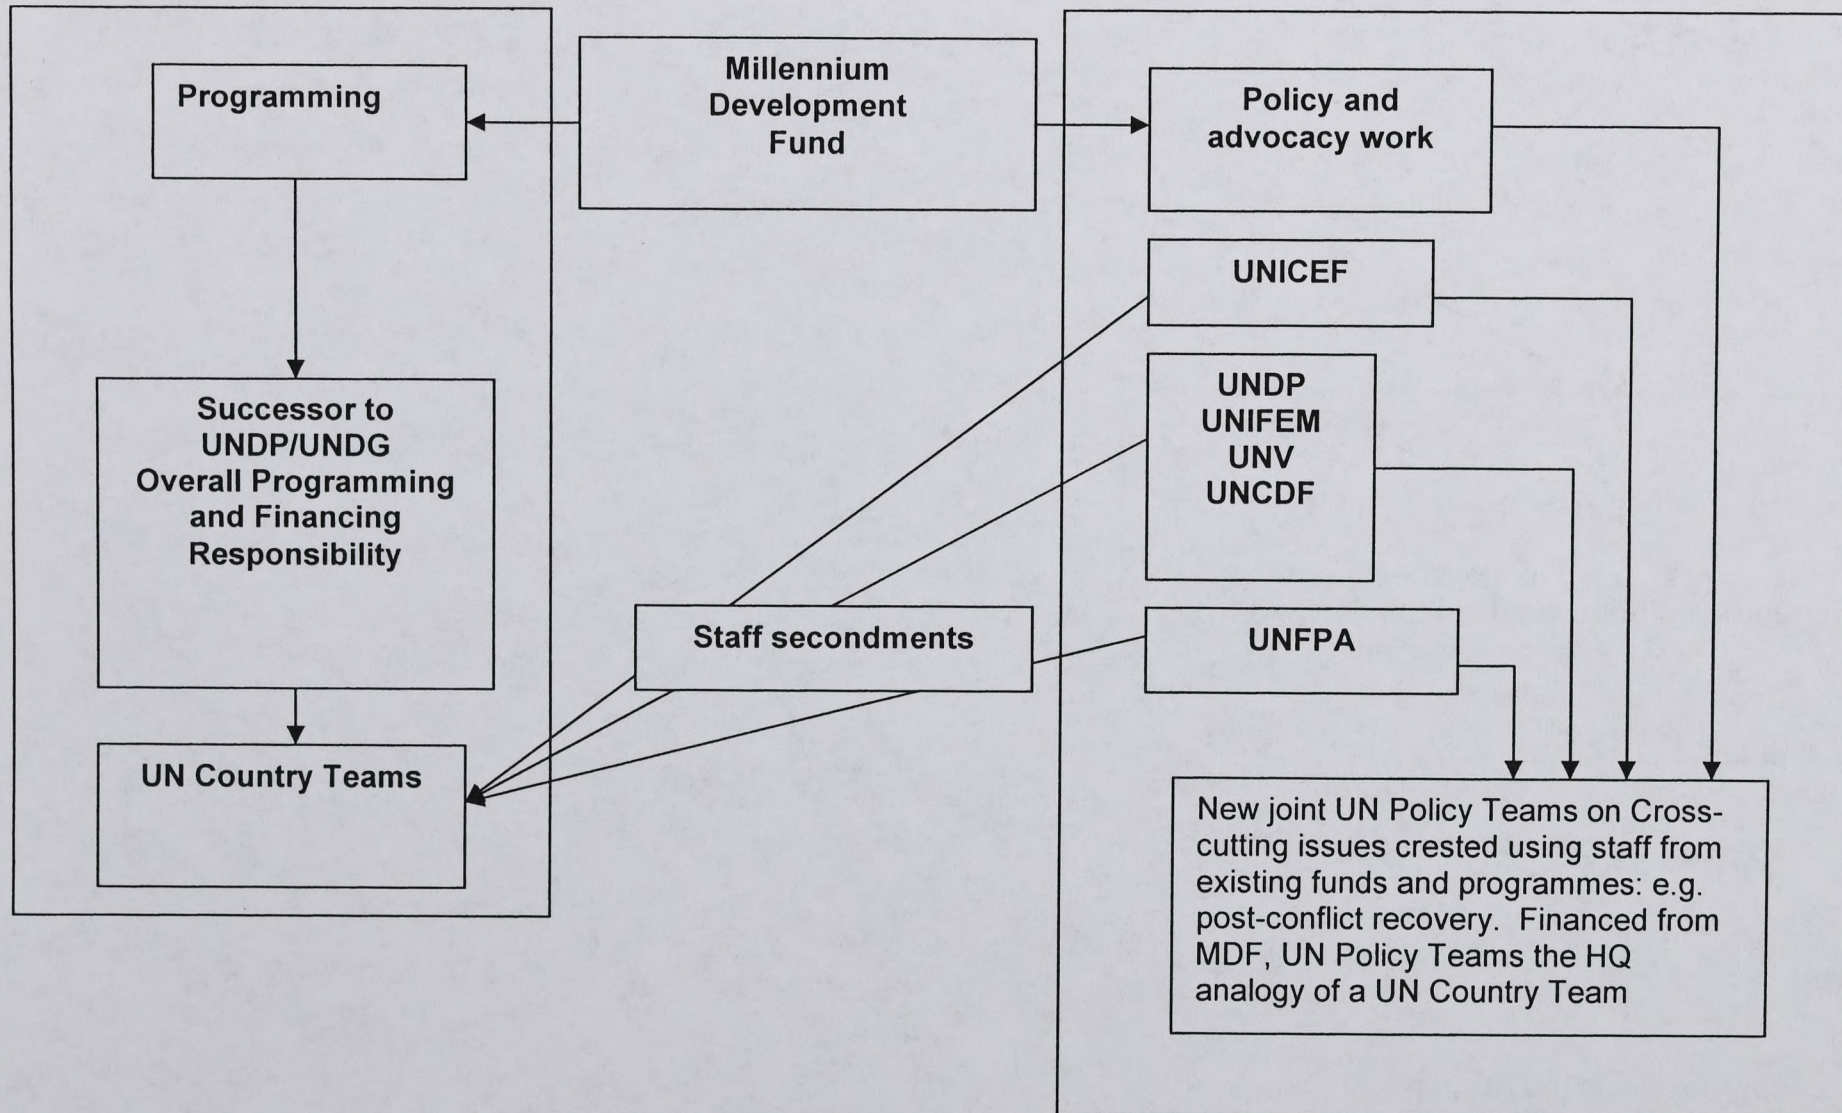 Programming
Millennium
Development
Fund
Policy and
advocacy work
UNICEF
UNDP
UNIFEM
UNV
UNCDF
Successor to
UNDP/UNDG
Overall Programming
and Financing
Responsibility
Staff secondments
UNFPA
UN Country Teams
New joint UN Policy Teams on Cross-
cutting issues crested using staff from
existing funds and programmes: e.g.
post-conflict recovery.  Financed from
MDF, UN Policy Teams the HQ
analogy of a UN Country Team